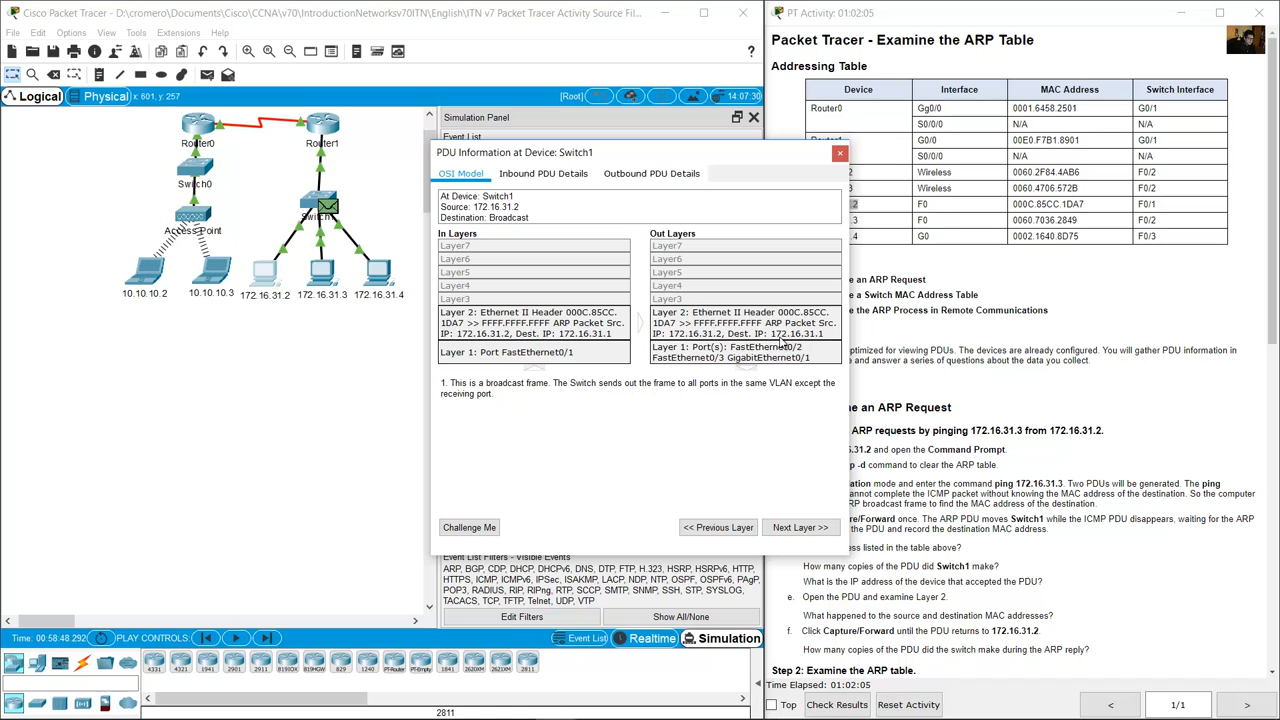 Cisco Packet Tracer - D:\cromero\Documents\Cisco\CCNA\v70\IntroductionNetworksv70ITN\English\ITN v7 Packet Tracer Activity Source Fil...
File Edit Options View Tools Extensions Help
Logical Physical x: 601, y: 257 [Root] 14:07:30
Router0 Router1
Switch0
Switch
Access Point
10.10.10.2 10.10.10.3 172.16.31.2 172.16.31.3 172.16.31.4
Simulation Panel
Event List
PDU Information at Device: Switch1
OSI Model Inbound PDU Details Outbound PDU Details
At Device: Switch1
Source: 172.16.31.2
Destination: Broadcast
In Layers
Layer7
Layer6
Layer5
Layer4
Layer3
Layer 2: Ethernet II Header 000C.85CC.
1DA7 >> FFFF.FFFF.FFFF ARP Packet Src.
IP: 172.16.31.2, Dest. IP: 172.16.31.1
Layer 1: Port FastEthernet0/1
Out Layers
Layer7
Layer6
Layer5
Layer4
Layer3
Layer 2: Ethernet II Header 000C.85CC.
1DA7 >> FFFF.FFFF.FFFF ARP Packet Src.
IP: 172.16.31.2, Dest. IP: 172.16.31.1
Layer 1: Port(s): FastEthernet0/2
FastEthernet0/3 GigabitEthernet0/1
1. This is a broadcast frame. The Switch sends out the frame to all ports in the same VLAN except the
receiving port.
Challenge Me << Previous Layer Next Layer >>
Event List Filters - Visible Events
ARP, BGP, CDP, DHCP, DHCPv6, DNS, DTP, EIGRPv6, FTP, H.323, HSRP, HSRPv6, HTTP,
HTTPS, ICMP, ICMPv6, IPSec, ISAKMP, LACP, NDP, NTP, OSPF, OSPFv6, PAgP,
POP3, RADIUS, RIP, RIPng, RTP, SCCP, SMTP, SNMP, SSH, STP, SYSLOG,
TACACS, TCP, TFTP, Telnet, UDP, VTP
Edit Filters Show All/None
Time: 00:58:48.292 PLAY CONTROLS: Event List Realtime Simulation
4331 4321 1941 2901 2911 819IOX 819HGW 829 1240 PT-Router PT-Empty 1841 2620XM 2621XM 2811
2811
PT Activity: 01:02:05
Packet Tracer - Examine the ARP Table
Addressing Table
Device Interface MAC Address Switch Interface
Router0 Gg0/0 0001.6458.2501 G0/1
S0/0/0 N/A N/A
G0/0 00E0.F7B1.8901 G0/1
S0/0/0 N/A N/A
2 Wireless 0060.2F84.4AB6 F0/2
3 Wireless 0060.4706.572B F0/2
.2 F0 000C.85CC.1DA7 F0/1
.3 F0 0060.7036.2849 F0/2
.4 G0 0002.1640.8D75 F0/3
e an ARP Request
e a Switch MAC Address Table
e the ARP Process in Remote Communications
optimized for viewing PDUs. The devices are already configured. You will gather PDU information in
e and answer a series of questions about the data you collect.
ne an ARP Request
ARP requests by pinging 172.16.31.3 from 172.16.31.2.
.31.2 and open the Command Prompt.
p -d command to clear the ARP table.
ation mode and enter the command ping 172.16.31.3. Two PDUs will be generated. The ping
cannot complete the ICMP packet without knowing the MAC address of the destination. So the computer
RP broadcast frame to find the MAC address of the destination.
ure/Forward once. The ARP PDU moves Switch1 while the ICMP PDU disappears, waiting for the ARP
the PDU and record the destination MAC address.
ess listed in the table above?
How many copies of the PDU did Switch1 make?
What is the IP address of the device that accepted the PDU?
e. Open the PDU and examine Layer 2.
What happened to the source and destination MAC addresses?
f. Click Capture/Forward until the PDU returns to 172.16.31.2.
How many copies of the PDU did the switch make during the ARP reply?
Step 2: Examine the ARP table.
Time Elapsed: 01:02:05
Top Check Results Reset Activity < 1/1 >